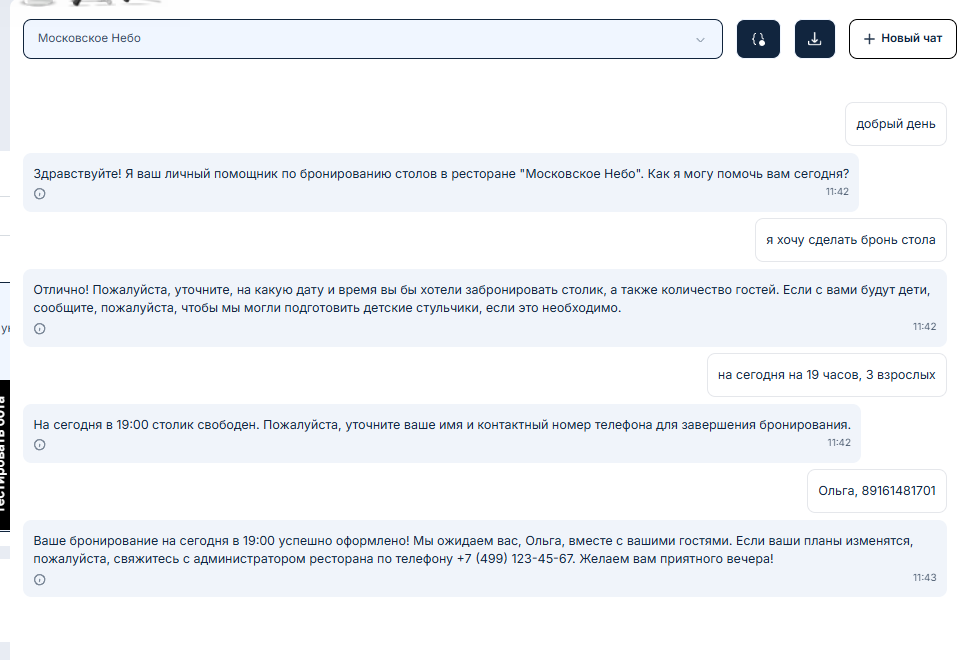 Московское Небо
Новый чат
добрый день
Здравствуйте! Я ваш личный помощник по бронированию столов в ресторане "Московское Небо". Как я могу помочь вам сегодня?
11:42
я хочу сделать бронь стола
Отлично! Пожалуйста, уточните, на какую дату и время вы бы хотели забронировать столик, а также количество гостей. Если с вами будут дети,
сообщите, пожалуйста, чтобы мы могли подготовить детские стульчики, если это необходимо.
11:42
на сегодня на 19 часов, 3 взрослых
На сегодня в 19:00 столик свободен. Пожалуйста, уточните ваше имя и контактный номер телефона для завершения бронирования.
11:42
Ольга, 89161481701
Ваше бронирование на сегодня в 19:00 успешно оформлено! Мы ожидаем вас, Ольга, вместе с вашими гостями. Если ваши планы изменятся,
пожалуйста, свяжитесь с администратором ресторана по телефону +7 (499) 123-45-67. Желаем вам приятного вечера!
11:43